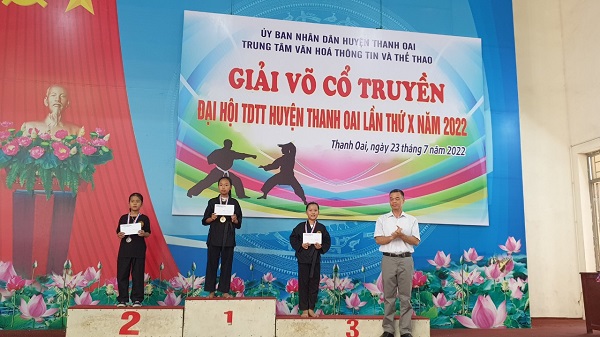 ỦY BAN NHÂN DÂN HUYỆN THANH OAI
TRUNG TÂM VĂN HOÁ THÔNG TIN VÀ THỂ THAO
GIẢI VÕ CỔ TRUYỀN
ĐẠI HỘI TDTT HUYỆN THANH OAI LẦN THỨ X NĂM 2022
Thanh Oai, ngày 23 tháng 7 năm 2022
2
1
3